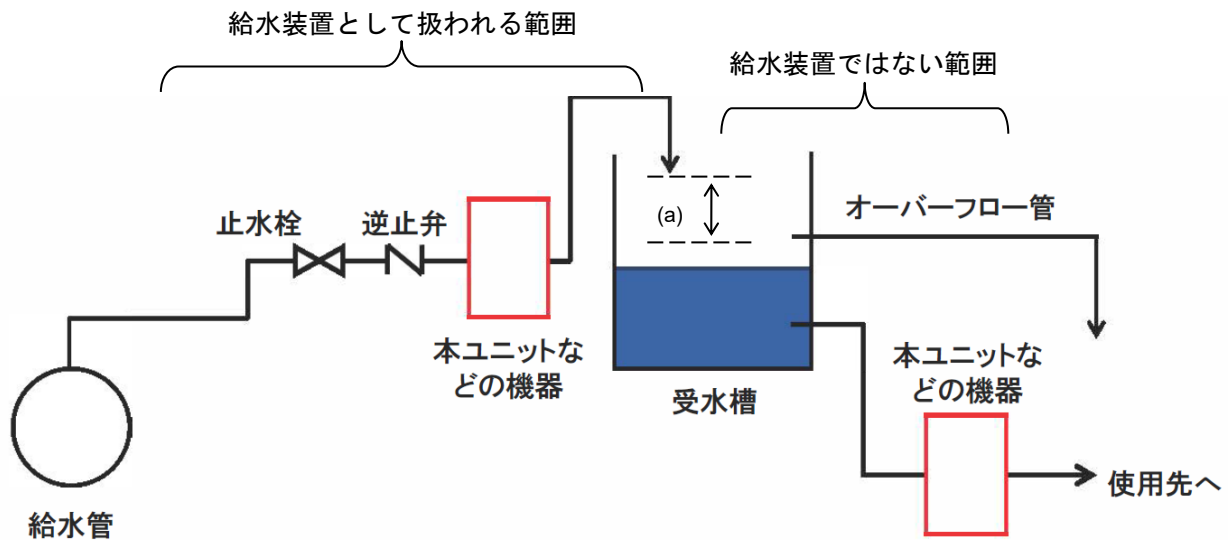 給水装置として扱われる範囲
給水装置ではない範囲
止水栓
逆止弁
(a)
オーバーフロー管
本ユニットな
どの機器
受水槽
本ユニットな
どの機器
使用先へ
給水管